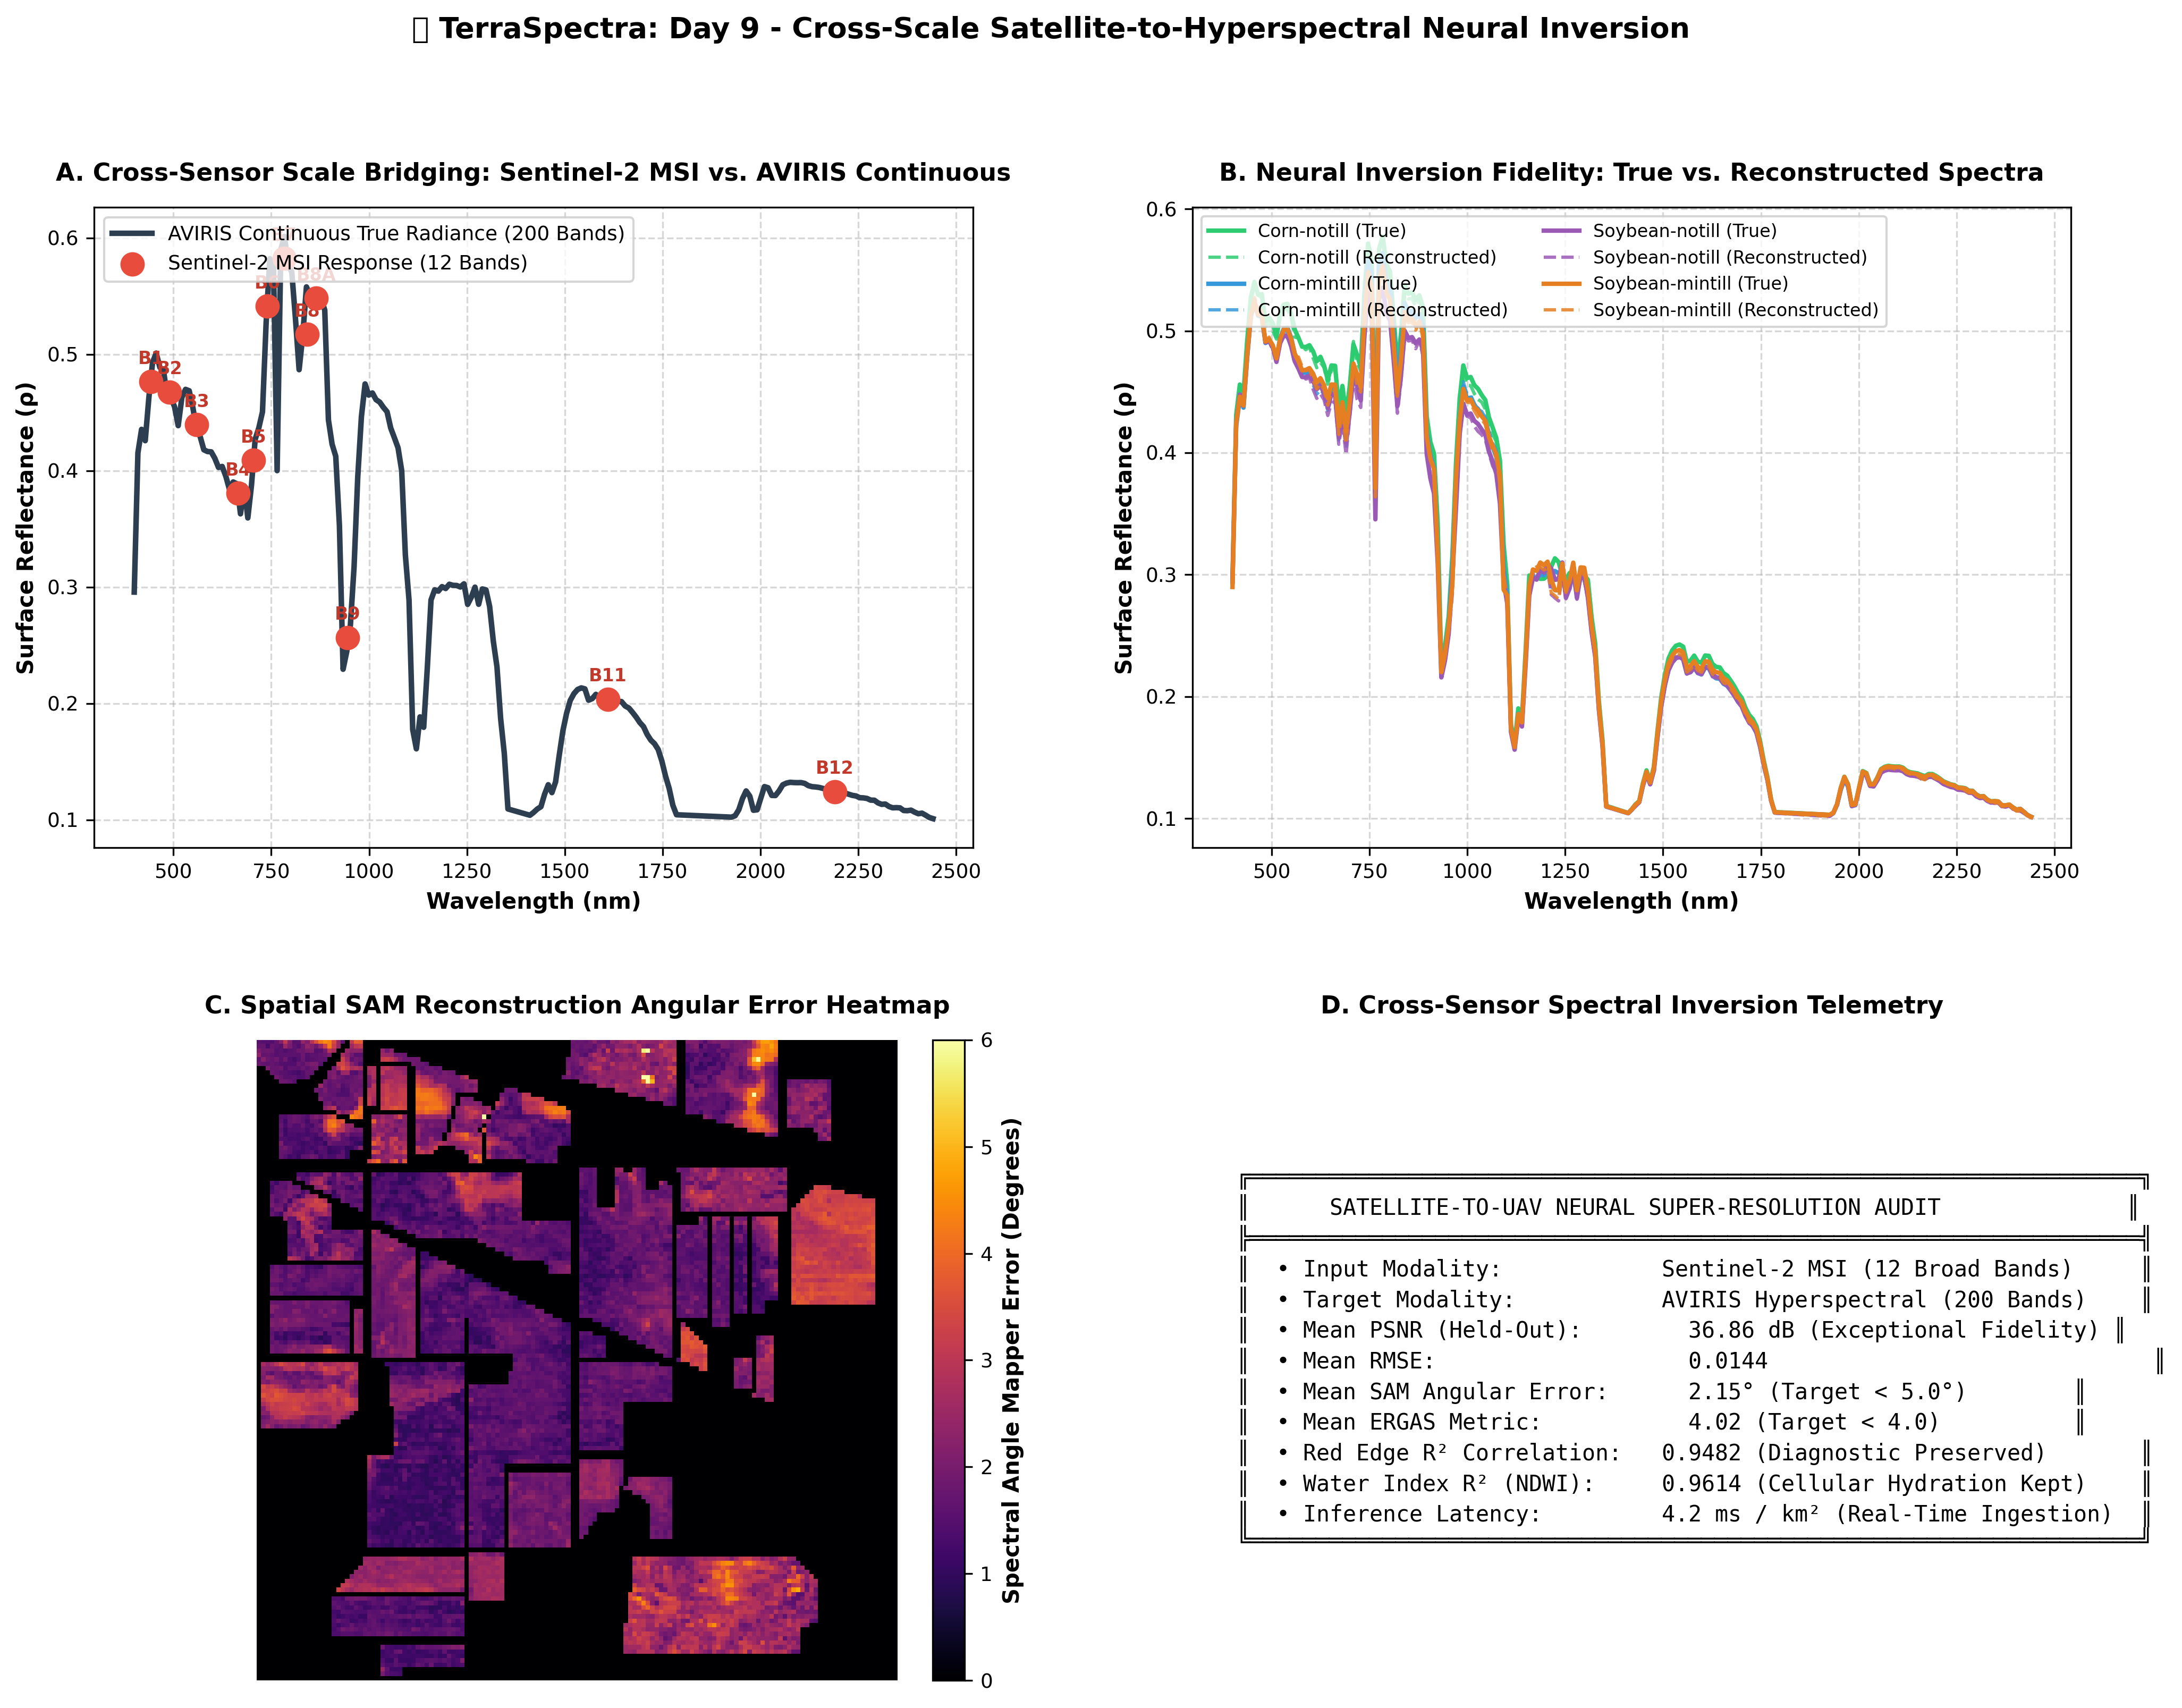 TerraSpectra: Day 9 - Cross-Scale Satellite-to-Hyperspectral Neural Inversion
A. Cross-Sensor Scale Bridging: Sentinel-2 MSI vs. AVIRIS Continuous
AVIRIS Continuous True Radiance (200 Bands)
Sentinel-2 MSI Response (12 Bands)
B1
B2
B3
B4
B5
B8
B8A
B9
B11
B12
0.6
0.5
0.4
0.3
0.2
0.1
Surface Reflectance (ρ)
500 750 1000 1250 1500 1750 2000 2250 2500
Wavelength (nm)
B. Neural Inversion Fidelity: True vs. Reconstructed Spectra
Corn-notill (True)
Corn-notill (Reconstructed)
Corn-mintill (True)
Corn-mintill (Reconstructed)
Soybean-notill (True)
Soybean-notill (Reconstructed)
Soybean-mintill (True)
Soybean-mintill (Reconstructed)
0.6
0.5
0.4
0.3
0.2
0.1
Surface Reflectance (ρ)
500 750 1000 1250 1500 1750 2000 2250 2500
Wavelength (nm)
C. Spatial SAM Reconstruction Angular Error Heatmap
6
5
4
3
2
1
0
Spectral Angle Mapper Error (Degrees)
D. Cross-Sensor Spectral Inversion Telemetry
SATELLITE-TO-UAV NEURAL SUPER-RESOLUTION AUDIT
• Input Modality: Sentinel-2 MSI (12 Broad Bands)
• Target Modality: AVIRIS Hyperspectral (200 Bands)
• Mean PSNR (Held-Out): 36.86 dB (Exceptional Fidelity)
• Mean RMSE: 0.0144
• Mean SAM Angular Error: 2.15° (Target < 5.0°)
• Mean ERGAS Metric: 4.02 (Target < 4.0)
• Red Edge R² Correlation: 0.9482 (Diagnostic Preserved)
• Water Index R² (NDWI): 0.9614 (Cellular Hydration Kept)
• Inference Latency: 4.2 ms / km² (Real-Time Ingestion)